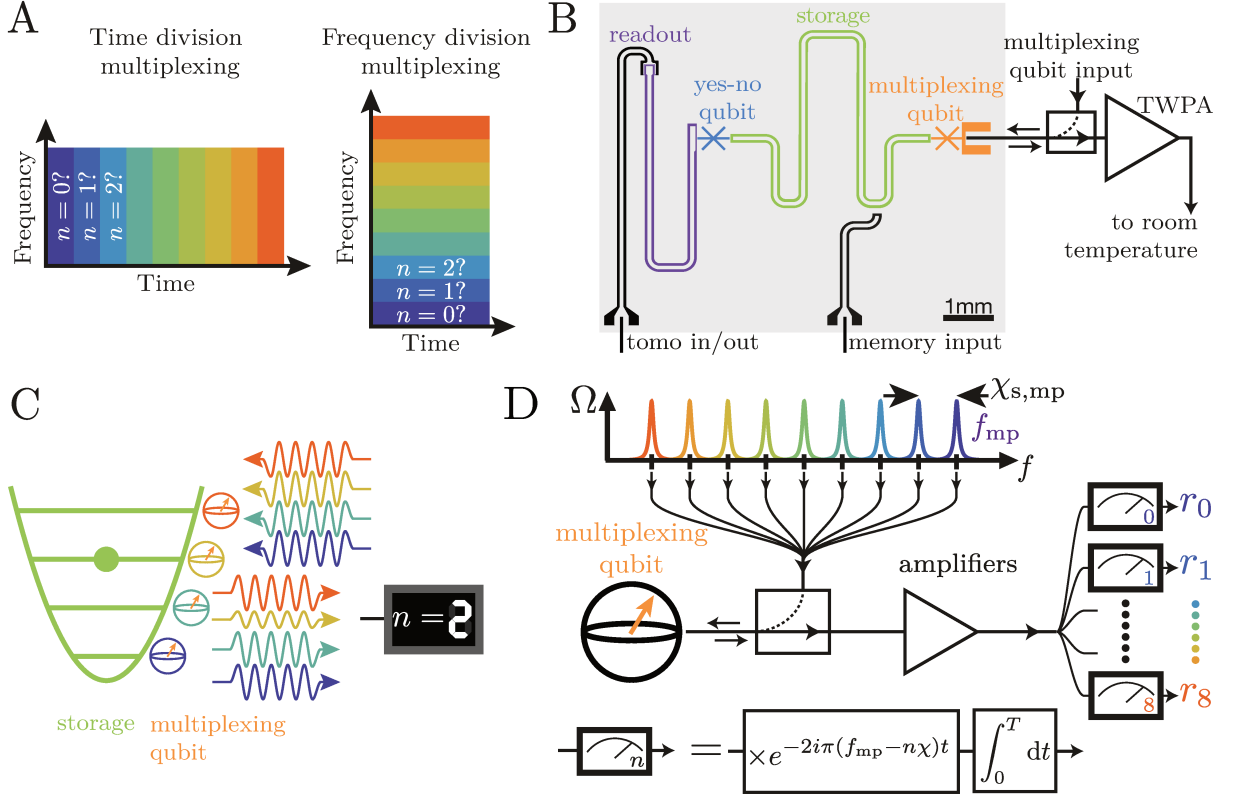 A
Time division
multiplexing
Frequency
n = 0?
n = 1?
n = 2?
Time
Frequency division
multiplexing
Frequency
n = 2?
n = 1?
n = 0?
Time
B
storage
readout
yes-no
qubit
multiplexing
qubit
multiplexing
qubit input
TWPA
to room
temperature
1mm
tomo in/out
memory input
C
n = 2
storage
multiplexing
qubit
D
Ω
χs,mp
fmp
f
multiplexing
qubit
amplifiers
0
r0
1
r1
8
r8
n
= ×e^−2iπ(fmp−nχ)t ∫₀ᵀ dt